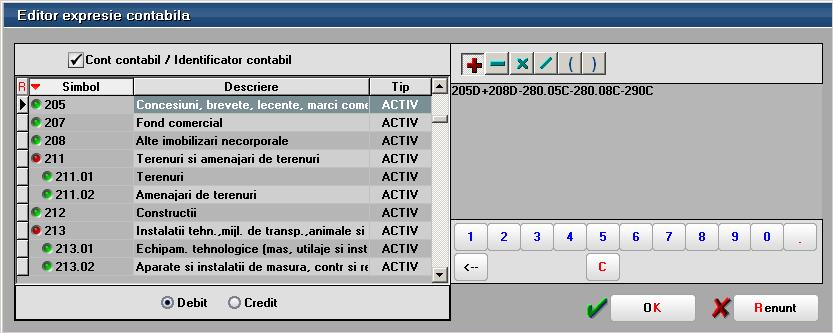 Editor expresie contabila
Cont contabil / Identificator contabil
R Simbol Descriere Tip
205 Concesiuni, brevete, lecente, marci come ACTIV
207 Fond comercial ACTIV
208 Alte imobilizari necorporale ACTIV
211 Terenuri si amenajari de terenuri ACTIV
211.01 Terenuri ACTIV
211.02 Amenajari de terenuri ACTIV
212 Constructii ACTIV
213 Instalatii tehn.,mijl. de transp.,animale si ACTIV
213.01 Echipam. tehnologice (mas, utilaje si inst ACTIV
213.02 Aparate si instalatii de masura, contr si re ACTIV
Debit Credit
+ - x / ( )
205D+208D-280.05C-280.08C-290C
1 2 3 4 5 6 7 8 9 0 .
<-- C
OK Renunt